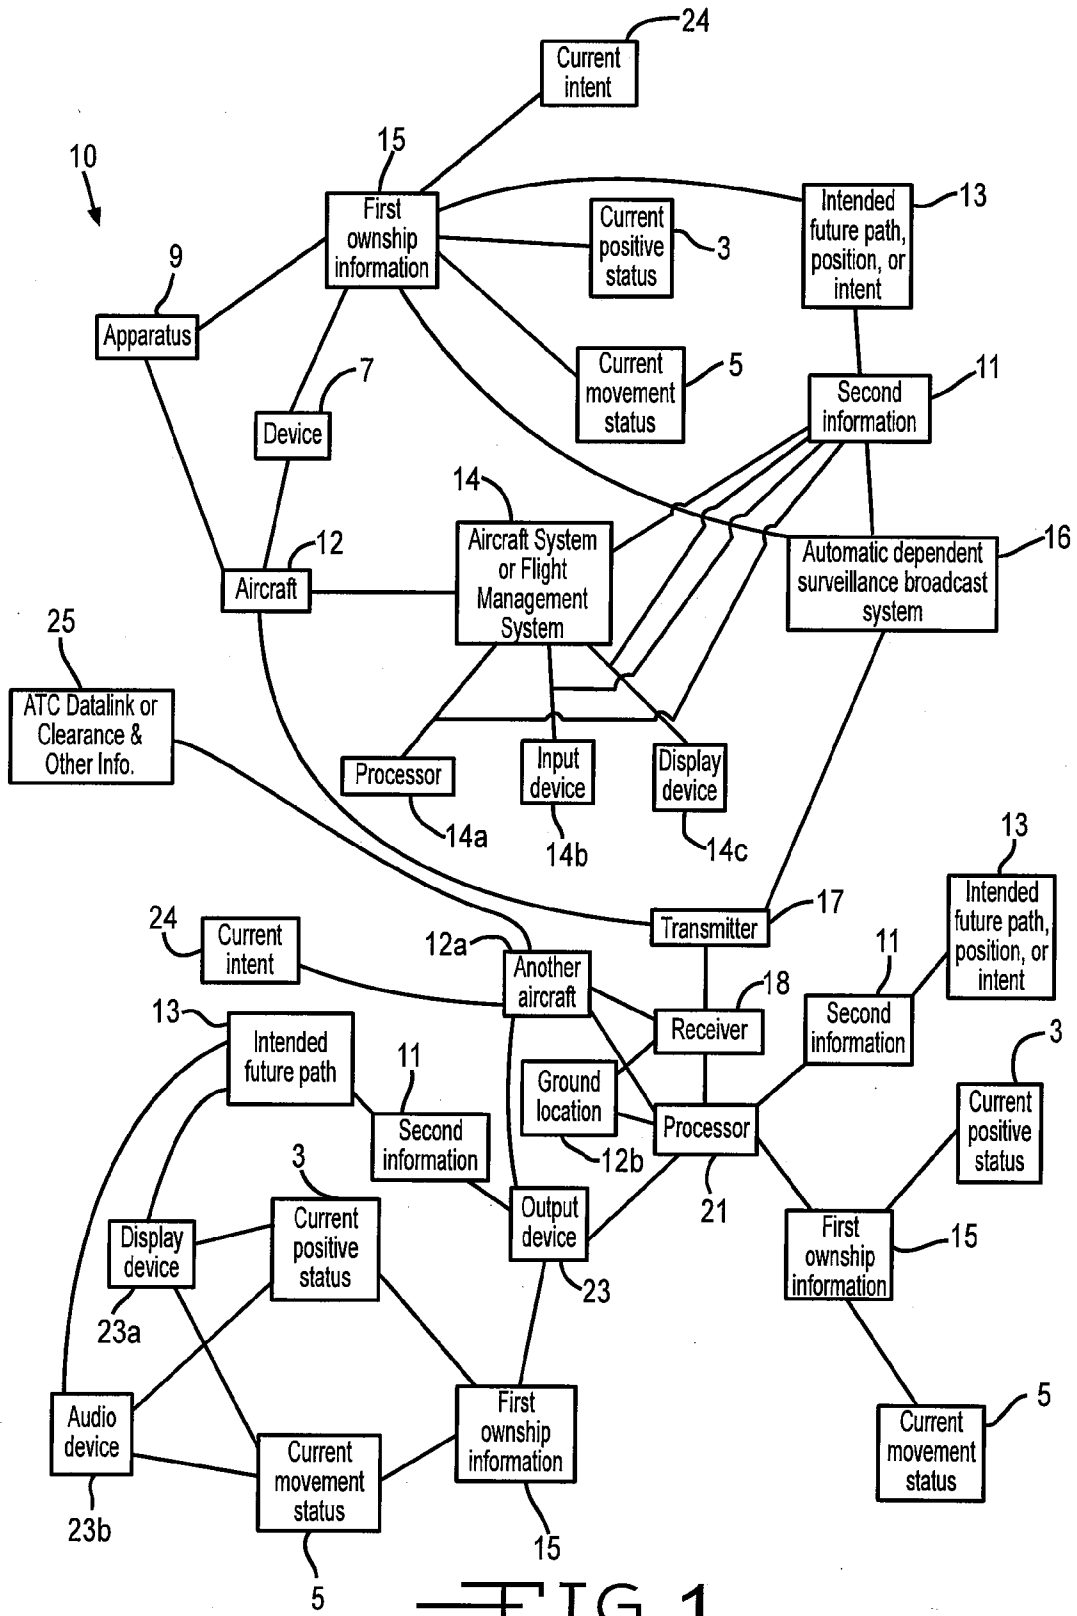 24
Current
intent
15
10
First
ownship
information
Current
positive
status
3
Intended
future path,
position, or
intent
13
9
Apparatus
7
Device
Current
movement
status
5
Second
information
11
14
12
Aircraft
Aircraft System
or Flight
Management
System
Automatic dependent
surveillance broadcast
system
16
25
ATC Datalink or
Clearance &
Other Info.
Processor
14a
Input
device
14b
Display
device
14c
13
Intended
future path,
position, or
intent
24
Current
intent
12a
Another
aircraft
Transmitter
17
18
Receiver
11
Second
information
13
Intended
future path
11
Second
information
Ground
location
12b
Processor
21
3
Current
positive
status
3
Current
positive
status
Output
device
23
First
ownship
information
15
Display
device
23a
Audio
device
23b
Current
movement
status
5
First
ownship
information
15
5
Current
movement
status
FIG. 1